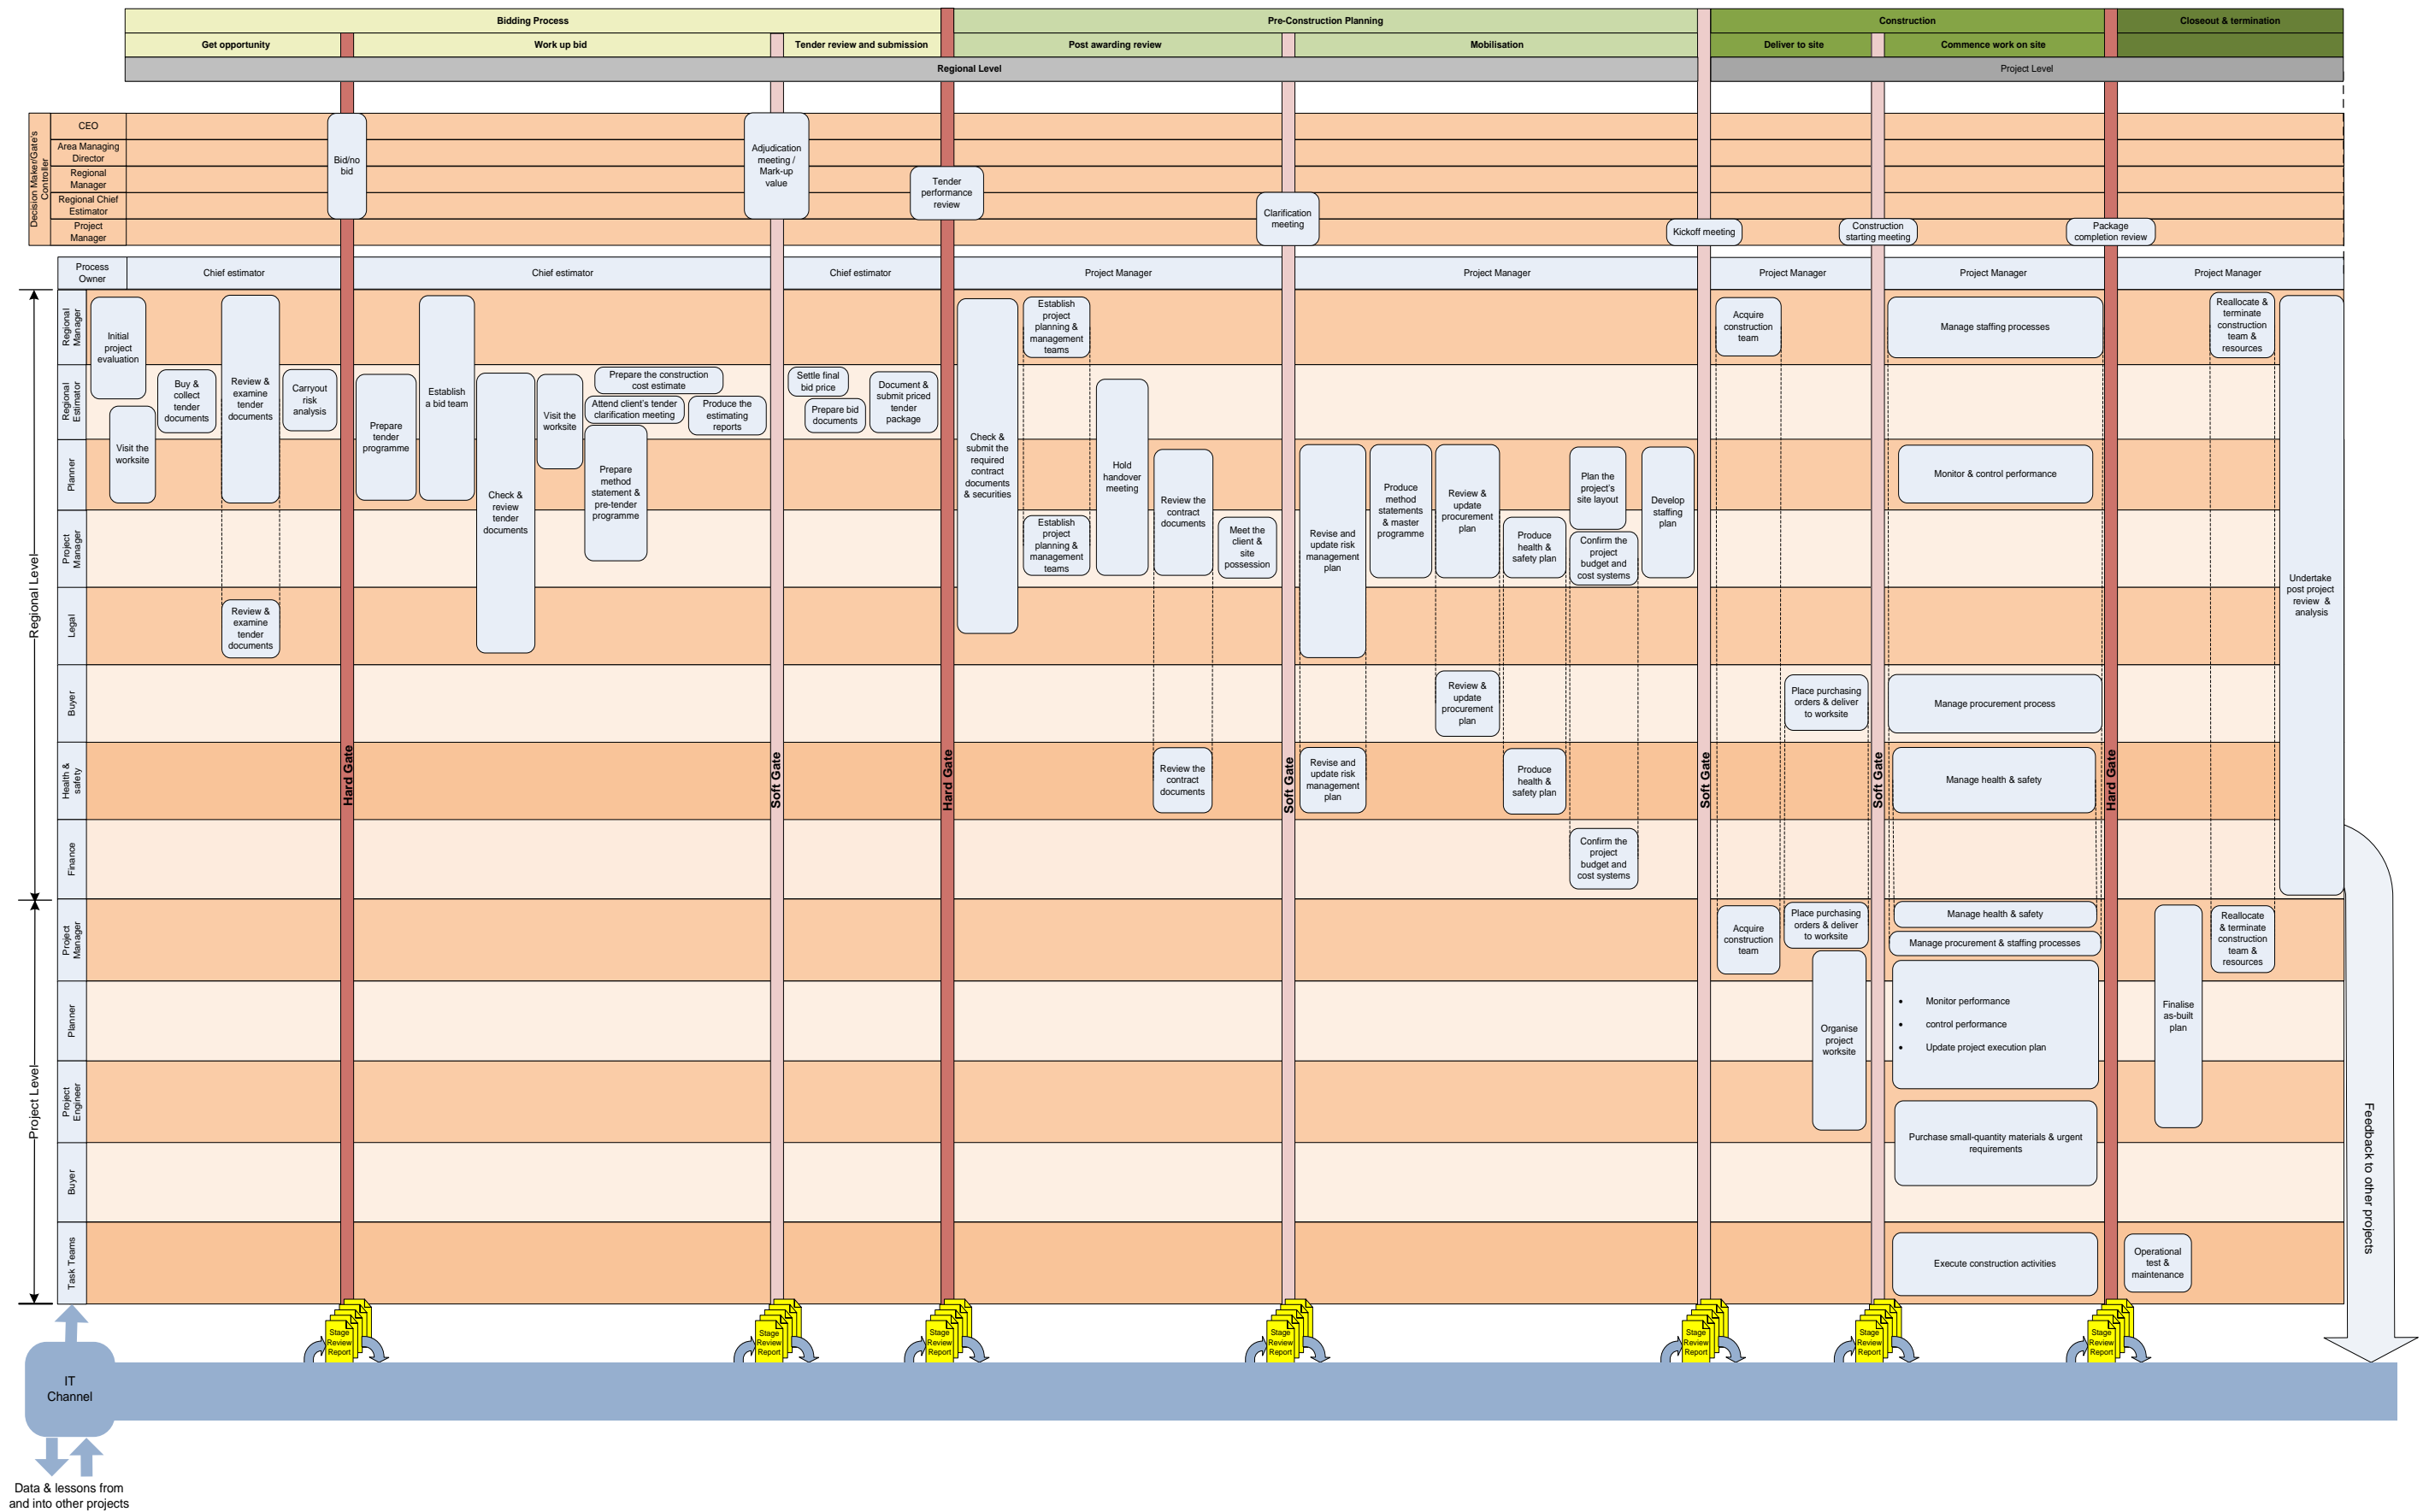 Bidding Process
Pre-Construction Planning
Construction
Closeout & termination
Get opportunity
Work up bid
Tender review and submission
Post awarding review
Mobilisation
Deliver to site
Commence work on site
Regional Level
Project Level
Decision Maker/Gate's
Controller
CEO
Area Managing
Director
Regional
Manager
Regional Chief
Estimator
Project
Manager
Bid/no
bid
Adjudication
meeting /
Mark-up
value
Tender
performance
review
Clarification
meeting
Kickoff meeting
Construction
starting meeting
Package
completion review
Process
Owner
Chief estimator
Chief estimator
Chief estimator
Project Manager
Project Manager
Project Manager
Project Manager
Project Manager
Regional Level
Project Level
Regional
Manager
Regional
Estimator
Planner
Project
Manager
Legal
Buyer
Health &
safety
Finance
Project
Manager
Planner
Project
Engineer
Buyer
Task Teams
Initial
project
evaluation
Visit the
worksite
Buy &
collect
tender
documents
Review &
examine
tender
documents
Carryout
risk
analysis
Review &
examine
tender
documents
Hard Gate
Prepare
tender
programme
Establish
a bid team
Check &
review
tender
documents
Visit the
worksite
Prepare the construction
cost estimate
Attend client's tender
clarification meeting
Produce the
estimating
reports
Prepare
method
statement &
pre-tender
programme
Soft Gate
Settle final
bid price
Prepare bid
documents
Document &
submit priced
tender
package
Hard Gate
Check &
submit the
required
contract
documents
& securities
Establish
project
planning &
management
teams
Establish
project
planning &
management
teams
Hold
handover
meeting
Review the
contract
documents
Meet the
client &
site
possession
Review the
contract
documents
Soft Gate
Revise and
update risk
management
plan
Revise and
update risk
management
plan
Produce
method
statements
& master
programme
Review &
update
procurement
plan
Review &
update
procurement
plan
Produce
health &
safety plan
Produce
health &
safety plan
Plan the
project's
site layout
Confirm the
project
budget and
cost systems
Confirm the
project
budget and
cost systems
Develop
staffing
plan
Soft Gate
Acquire
construction
team
Place purchasing
orders & deliver
to worksite
Acquire
construction
team
Place purchasing
orders & deliver
to worksite
Organise
project
worksite
Soft Gate
Manage staffing processes
Monitor & control performance
Manage procurement process
Manage health & safety
Manage health & safety
Manage procurement & staffing processes
• Monitor performance
• control performance
• Update project execution plan
Purchase small-quantity materials & urgent
requirements
Execute construction activities
Hard Gate
Reallocate &
terminate
construction
team &
resources
Undertake
post project
review &
analysis
Finalise
as-built
plan
Reallocate
& terminate
construction
team &
resources
Operational
test &
maintenance
Feedback to other projects
Stage
Review
Report
Stage
Review
Report
Stage
Review
Report
Stage
Review
Report
Stage
Review
Report
Stage
Review
Report
Stage
Review
Report
IT
Channel
Data & lessons from
and into other projects